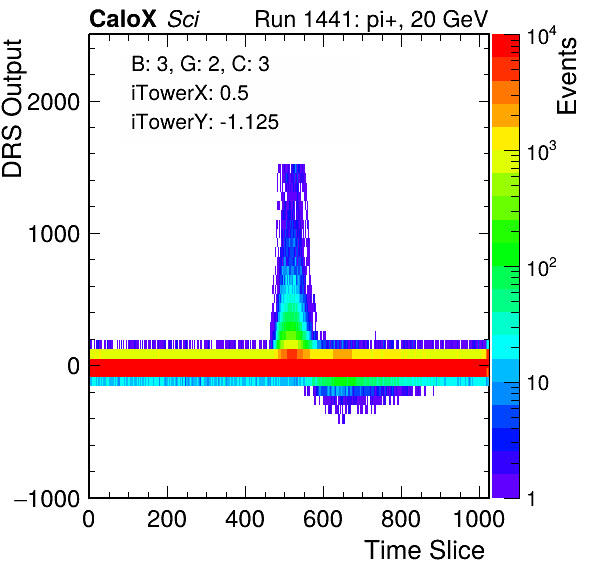 CaloX Sci Run 1441: pi+, 20 GeV
B: 3, G: 2, C: 3
iTowerX: 0.5
iTowerY: -1.125
DRS Output
2000
1000
0
−1000
0 200 400 600 800 1000
Time Slice
Events
10⁴
10³
10²
10
1